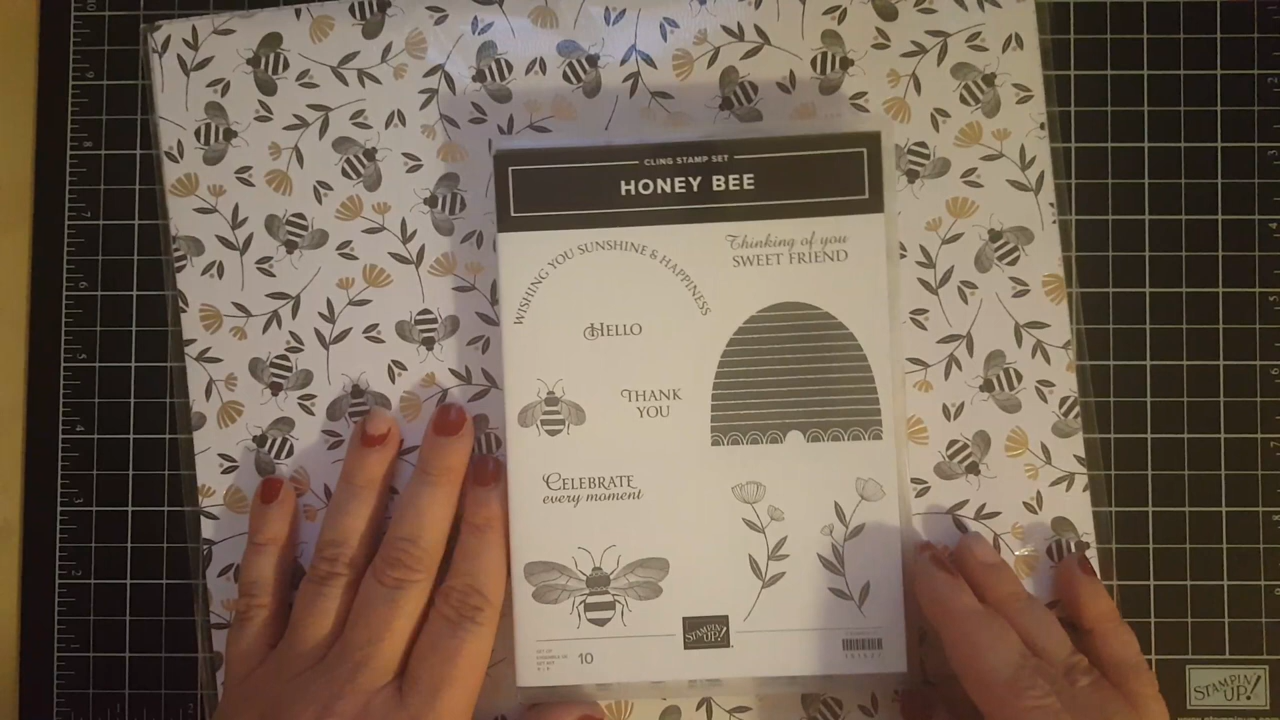 CLING STAMP SET
HONEY BEE
WISHING YOU SUNSHINE & HAPPINESS
Thinking of you
SWEET FRIEND
HELLO
THANK
YOU
CELEBRATE
every moment
STAMPIN' UP!
10
STAMPIN' UP!